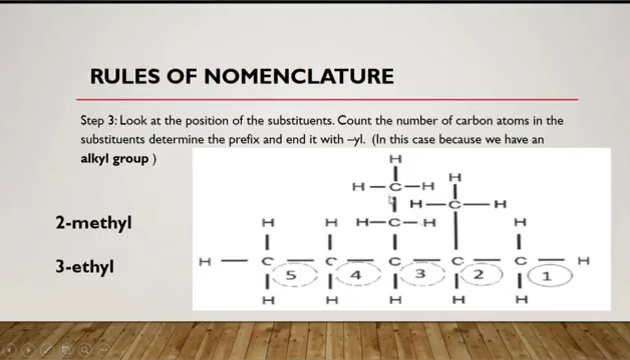 RULES OF NOMENCLATURE
Step 3: Look at the position of the substituents. Count the number of carbon atoms in the
substituents determine the prefix and end it with –yl. (In this case because we have an
alkyl group )
2-methyl
3-ethyl
H
H
H – C – H
H – C – H
H H H – C – H H
H – C – C – C – C – C – H
5 4 3 2 1
H H H H H